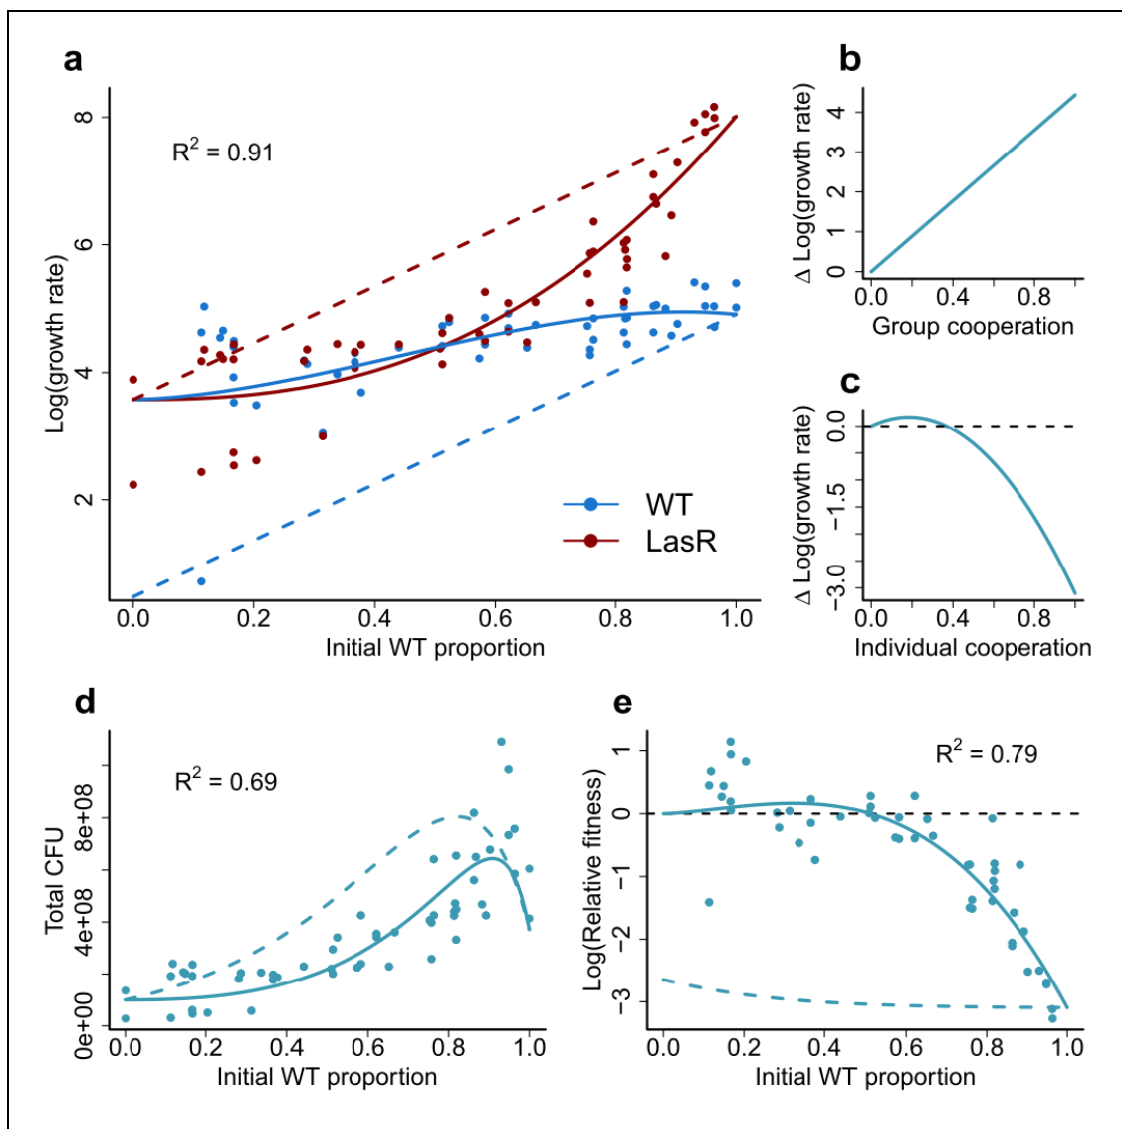 a
8
6
4
2
Log(growth rate)
R² = 0.91
WT
LasR
0.0 0.2 0.4 0.6 0.8 1.0
Initial WT proportion
b
4
3
2
1
0
Δ Log(growth rate)
0.0 0.4 0.8
Group cooperation
c
0.0
−1.5
−3.0
Δ Log(growth rate)
0.0 0.4 0.8
Individual cooperation
d
8e+08
4e+08
0e+00
Total CFU
R² = 0.69
0.0 0.2 0.4 0.6 0.8 1.0
Initial WT proportion
e
1
0
−1
−2
−3
Log(Relative fitness)
R² = 0.79
0.0 0.2 0.4 0.6 0.8 1.0
Initial WT proportion